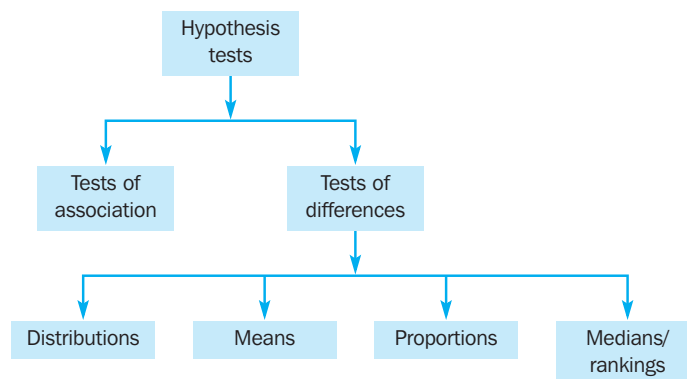 Hypothesis
tests
Tests of
association
Tests of
differences
Distributions
Means
Proportions
Medians/
rankings